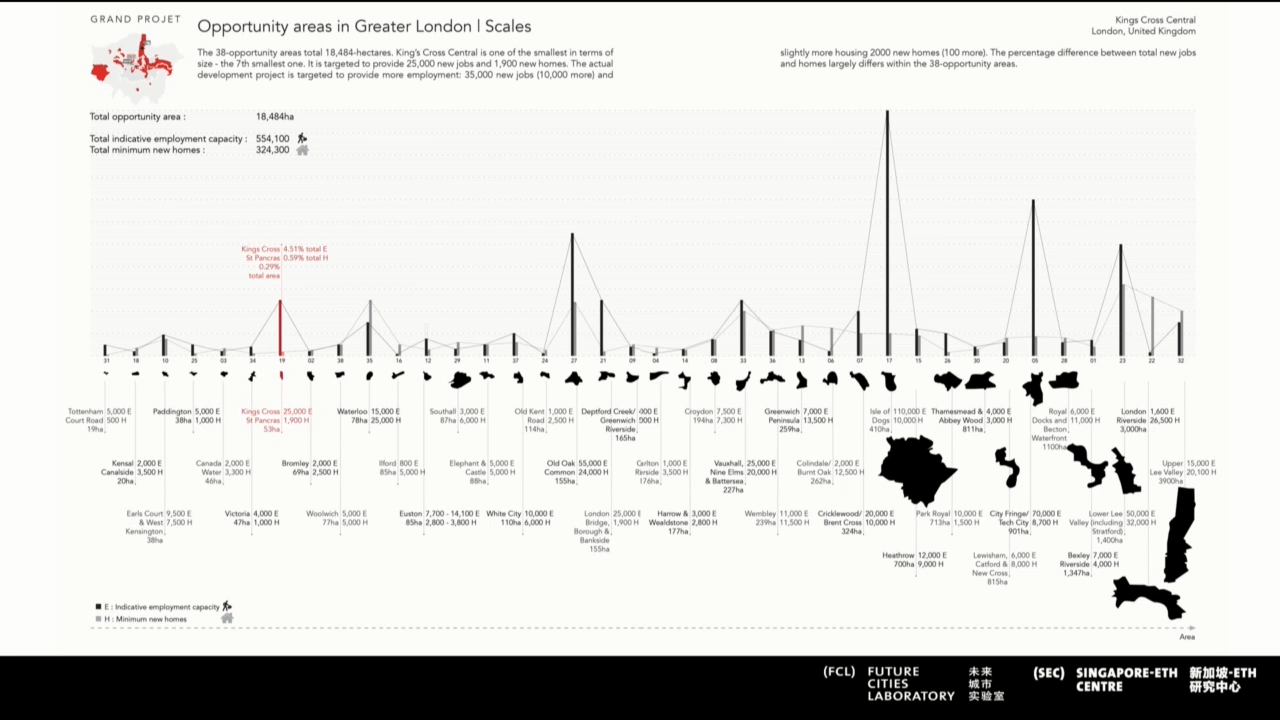 GRAND PROJET
Opportunity areas in Greater London | Scales
Kings Cross Central
London, United Kingdom
The 38-opportunity areas total 18,484-hectares. King's Cross Central is one of the smallest in terms of
size - the 7th smallest one. It is targeted to provide 25,000 new jobs and 1,900 new homes. The actual
development project is targeted to provide more employment: 35,000 new jobs (10,000 more) and
slightly more housing 2000 new homes (100 more). The percentage difference between total new jobs
and homes largely differs within the 38-opportunity areas.
Total opportunity area : 18,484ha
Total indicative employment capacity : 554,100
Total minimum new homes : 324,300
Kings Cross 4.51% total E
St Pancras 0.59% total H
0.29%
total area
31 18 10 25 03 34 19 02 38 35 16 12 29 11 37 24 27 21 09 04 14 08 33 36 13 06 07 17 15 26 30 20 05 28 01 23 22 32
Tottenham 5,000 E
Court Road 500 H
19ha
Paddington 5,000 E
38ha 1,000 H
Kings Cross 25,000 E
St Pancras 1,900 H
53ha
Waterloo 15,000 E
78ha 25,000 H
Southall 3,000 E
87ha 6,000 H
Old Kent 1,000 E
Road 2,500 H
114ha
Deptford Creek/ 000 E
Greenwich 500 H
Riverside
165ha
Croydon 7,500 E
194ha 7,300 H
Greenwich 7,000 E
Peninsula 13,500 H
259ha
Isle of 110,000 E
Dogs 10,000 H
410ha
Thamesmead & 4,000 E
Abbey Wood 3,000 H
811ha
Royal 6,000 E
Docks and 11,000 H
Becton
Waterfront
1100ha
London 1,600 E
Riverside 26,500 H
3,000ha
Kensal 2,000 E
Canalside 3,500 H
20ha
Canada 2,000 E
Water 3,300 H
46ha
Bromley 2,000 E
69ha 2,500 H
Ilford 800 E
85ha 5,000 H
Elephant & 5,000 E
Castle 5,000 H
88ha
Old Oak 55,000 E
Common 24,000 H
155ha
1,000 E
3,500 H
176ha
Vauxhall, 25,000 E
Nine Elms 20,000 H
& Battersea
227ha
Colindale/ 2,000 E
Burnt Oak 12,500 H
262ha
Upper 15,000 E
Lee Valley 20,100 H
3900ha
Earls Court 9,500 E
& West 7,500 H
Kensington
38ha
Victoria 4,000 E
47ha 1,000 H
Woolwich 5,000 E
77ha 5,000 H
Euston 7,700 - 14,100 E
85ha 2,800 - 3,800 H
White City 10,000 E
110ha 6,000 H
London 25,000 E
Bridge, 1,900 H
Borough &
Bankside
155ha
Harrow & 3,000 E
Wealdstone 2,800 H
177ha
Wembley 11,000 E
239ha 11,500 H
Cricklewood/ 20,000 E
Brent Cross 10,000 H
324ha
Park Royal 10,000 E
713ha 1,500 H
City Fringe/ 70,000 E
Tech City 8,700 H
901ha
Lower Lee 50,000 E
Valley (including 32,000 H
Stratford)
1,400ha
Heathrow 12,000 E
700ha 9,000 H
Lewisham, 6,000 E
Catford & 8,000 H
New Cross
815ha
Bexley 7,000 E
Riverside 4,000 H
1,347ha
E : Indicative employment capacity
H : Minimum new homes
Area
(FCL) FUTURE
CITIES
LABORATORY
未来
城市
实验室
(SEC) SINGAPORE-ETH
CENTRE
新加坡-ETH
研究中心